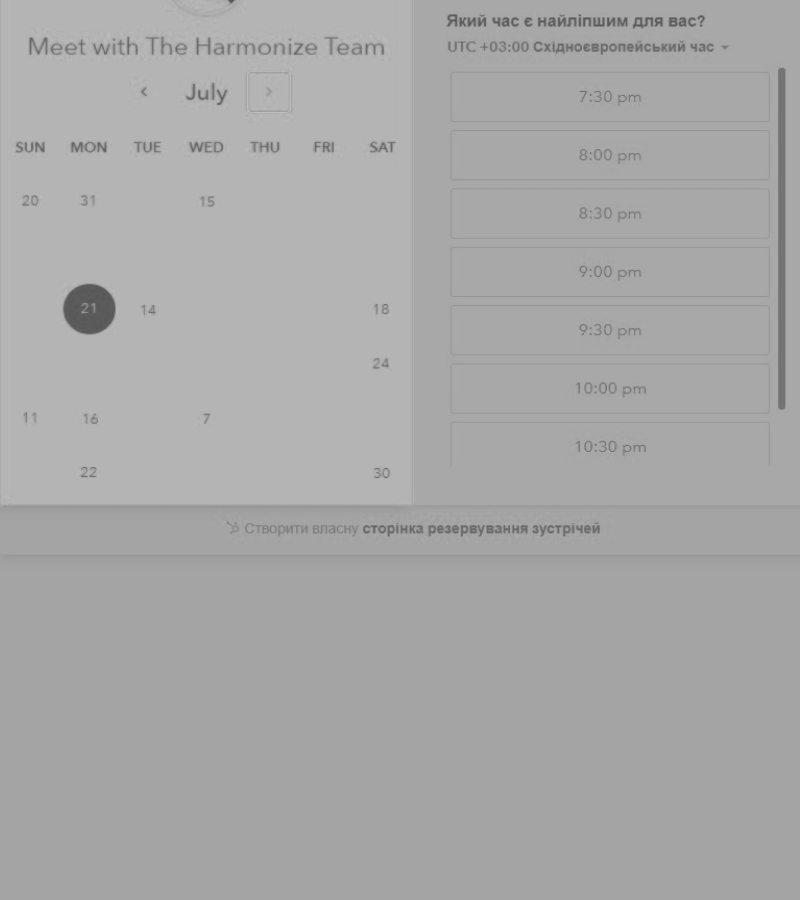 Meet with The Harmonize Team
July
SUN MON TUE WED THU FRI SAT
20 31 15
21 14 18
24
11 16 7
22 30
Який час є найліпшим для вас?
UTC +03:00 Східноєвропейський час
7:30 pm
8:00 pm
8:30 pm
9:00 pm
9:30 pm
10:00 pm
10:30 pm
Створити власну сторінка резервування зустрічей